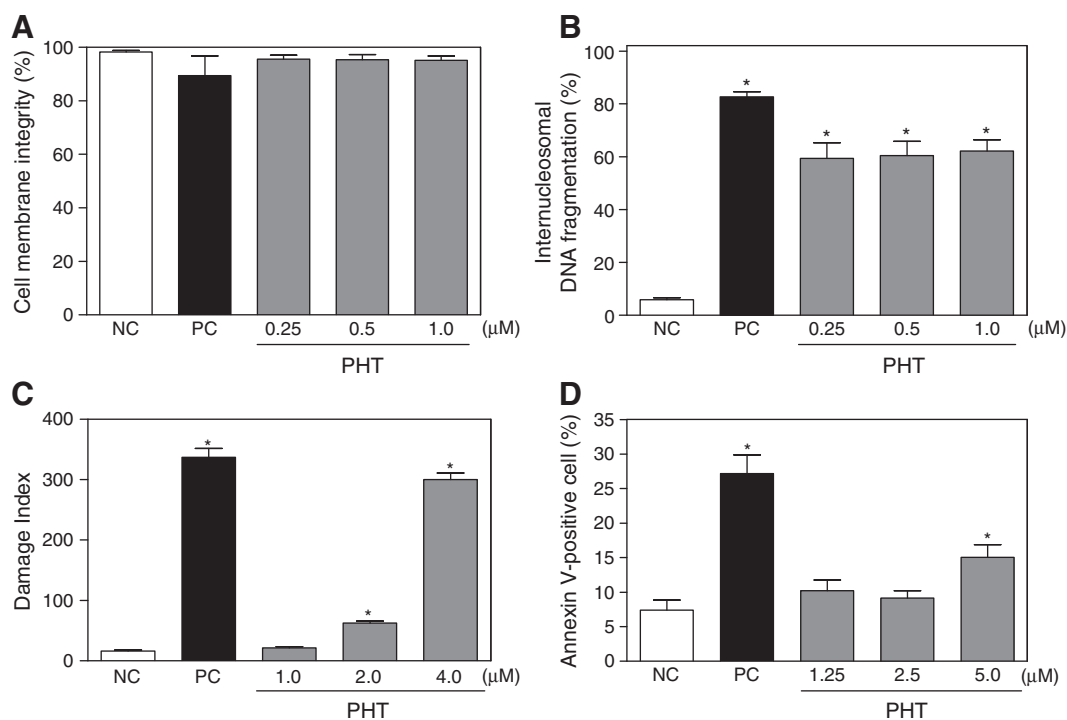 A
Cell membrane integrity (%)
100
80
60
40
20
0
NC PC 0.25 0.5 1.0 (μM)
PHT
B
Internucleosomal
DNA fragmentation (%)
100
80
60
40
20
0
* * * *
NC PC 0.25 0.5 1.0 (μM)
PHT
C
Damage Index
400
300
200
100
0
* * *
NC PC 1.0 2.0 4.0 (μM)
PHT
D
Annexin V-positive cell (%)
35
30
25
20
15
10
5
0
* *
NC PC 1.25 2.5 5.0 (μM)
PHT